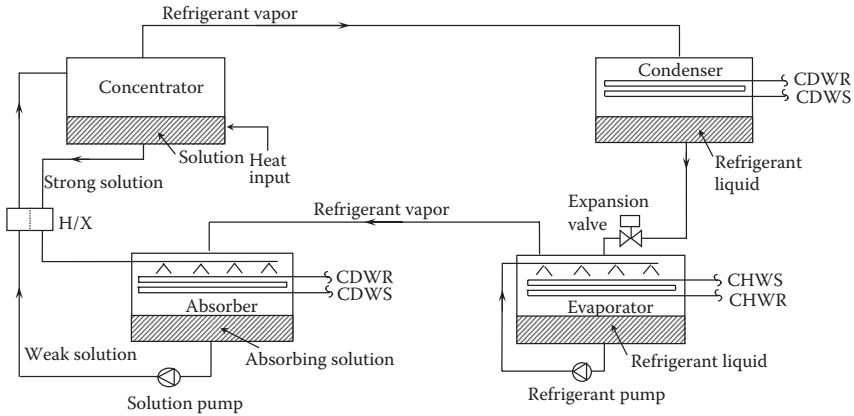 Refrigerant vapor
Concentrator
Condenser
CDWR
CDWS
Solution
Heat
input
Refrigerant
liquid
Strong solution
H/X
Refrigerant vapor
Expansion
valve
CDWR
CDWS
Absorber
CHWS
CHWR
Evaporator
Weak solution
Absorbing solution
Refrigerant liquid
Solution pump
Refrigerant pump